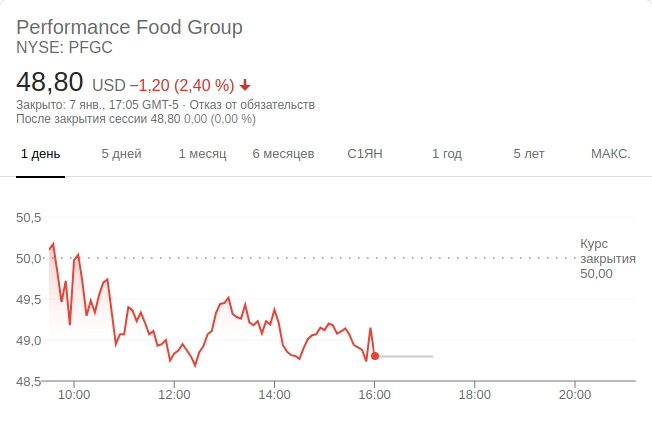 Performance Food Group
NYSE: PFGC
48,80 USD −1,20 (2,40 %)
Закрыто: 7 янв., 17:05 GMT-5 · Отказ от обязательств
После закрытия сессии 48,80 0,00 (0,00 %)
1 день 5 дней 1 месяц 6 месяцев С1ЯН 1 год 5 лет МАКС.
50,5
50,0
49,5
49,0
48,5
Курс
закрытия
50,00
10:00 12:00 14:00 16:00 18:00 20:00